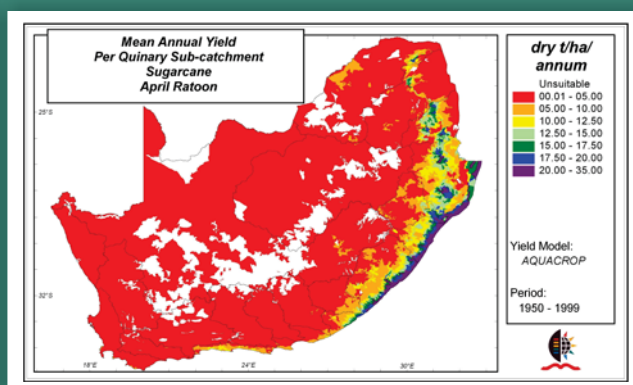 Mean Annual Yield
Per Quinary Sub-catchment
Sugarcane
April Ratoon
dry t/ha/
annum
Unsuitable
00.01 - 05.00
05.00 - 10.00
10.00 - 12.50
12.50 - 15.00
15.00 - 17.50
17.50 - 20.00
20.00 - 35.00
Yield Model:
AQUACROP
Period:
1950 - 1999
32°S
18°E
24°E
30°E